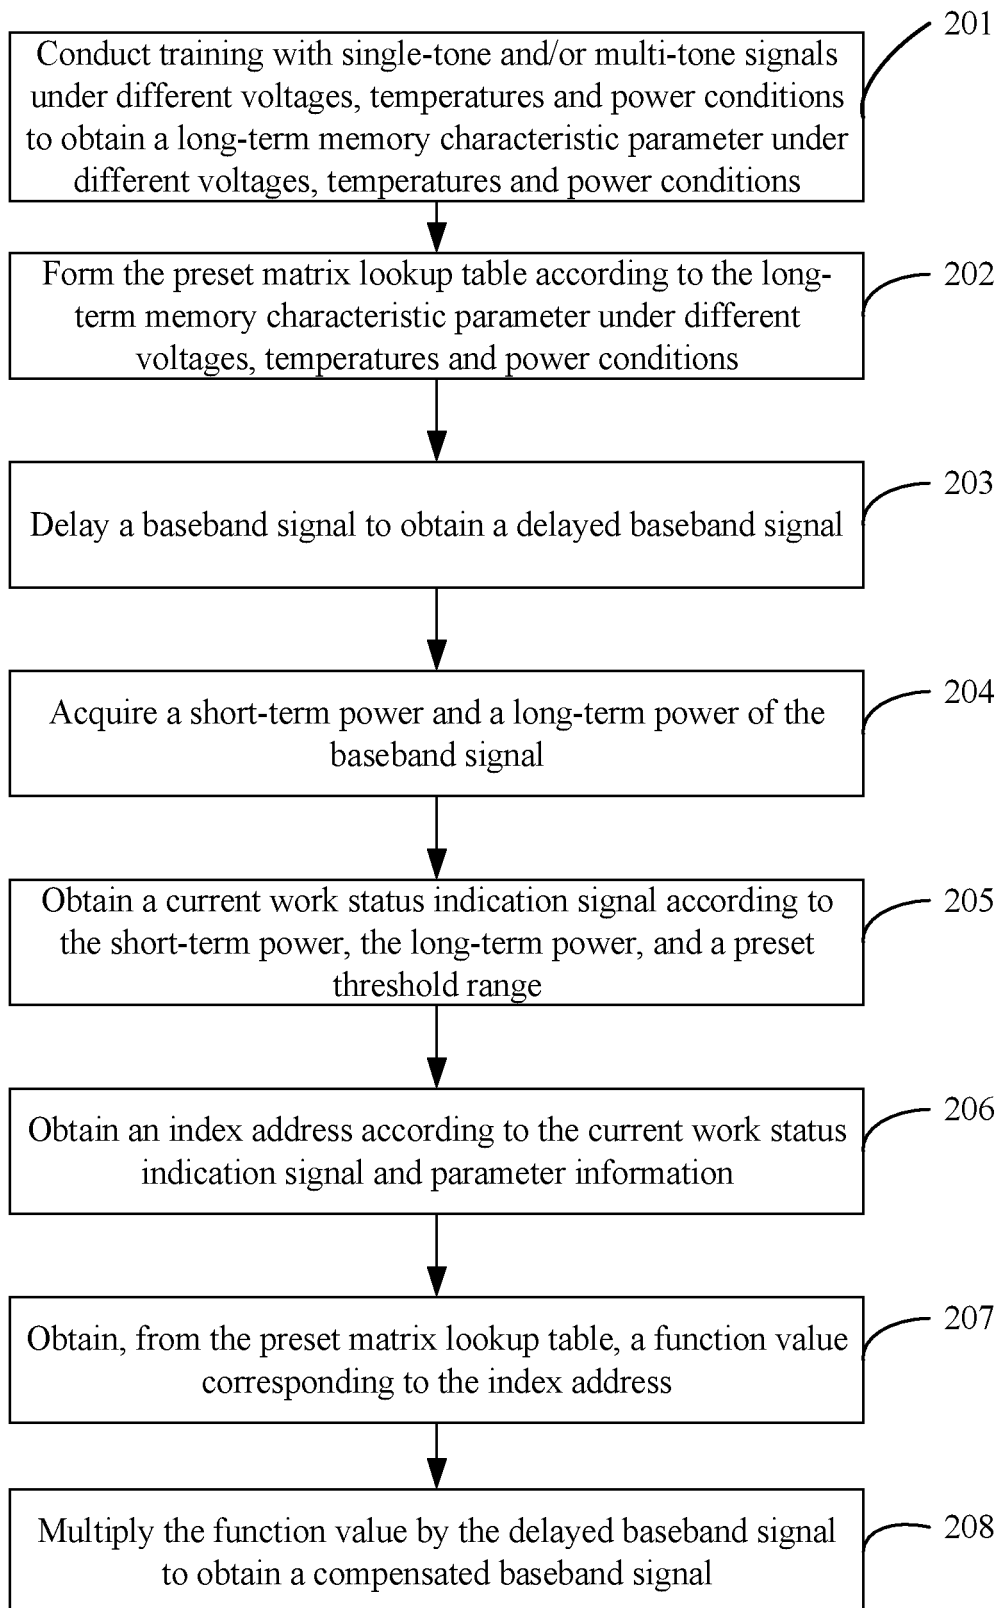 201
Conduct training with single-tone and/or multi-tone signals
under different voltages, temperatures and power conditions
to obtain a long-term memory characteristic parameter under
different voltages, temperatures and power conditions
202
Form the preset matrix lookup table according to the long-
term memory characteristic parameter under different
voltages, temperatures and power conditions
203
Delay a baseband signal to obtain a delayed baseband signal
204
Acquire a short-term power and a long-term power of the
baseband signal
205
Obtain a current work status indication signal according to
the short-term power, the long-term power, and a preset
threshold range
206
Obtain an index address according to the current work status
indication signal and parameter information
207
Obtain, from the preset matrix lookup table, a function value
corresponding to the index address
208
Multiply the function value by the delayed baseband signal
to obtain a compensated baseband signal